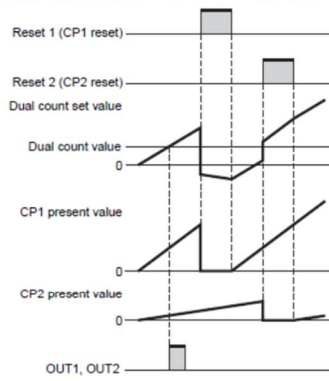 Reset 1 (CP1 reset)
Reset 2 (CP2 reset)
Dual count set value
Dual count value
0
CP1 present value
0
CP2 present value
0
OUT1, OUT2